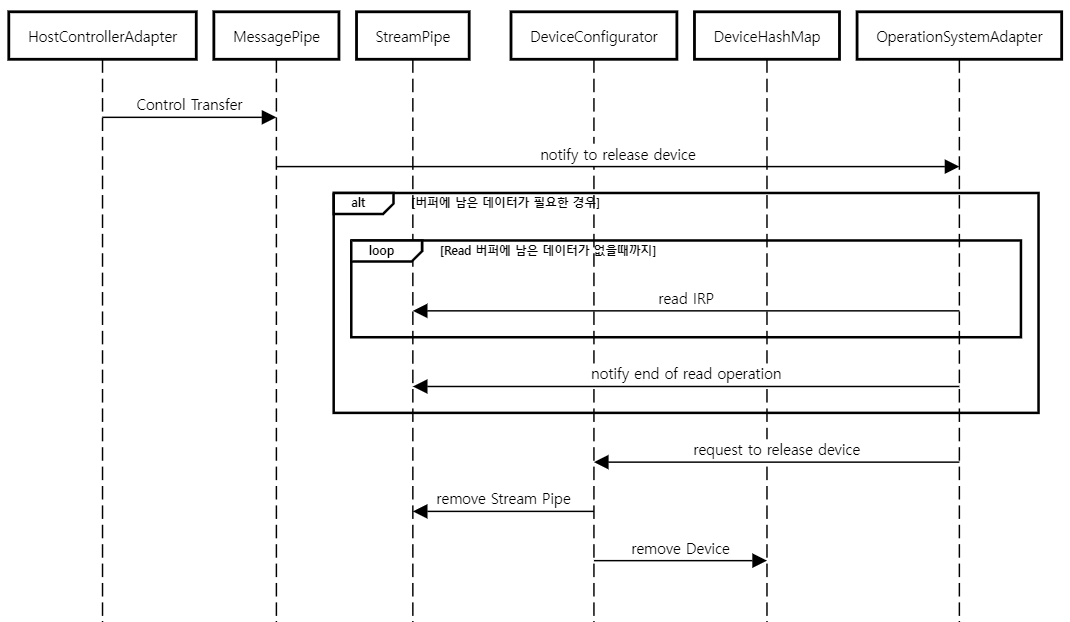 HostControllerAdapter
MessagePipe
StreamPipe
DeviceConfigurator
DeviceHashMap
OperationSystemAdapter
Control Transfer
notify to release device
alt
[버퍼에 남은 데이터가 필요한 경우]
loop
[Read 버퍼에 남은 데이터가 없을때까지]
read IRP
notify end of read operation
request to release device
remove Stream Pipe
remove Device